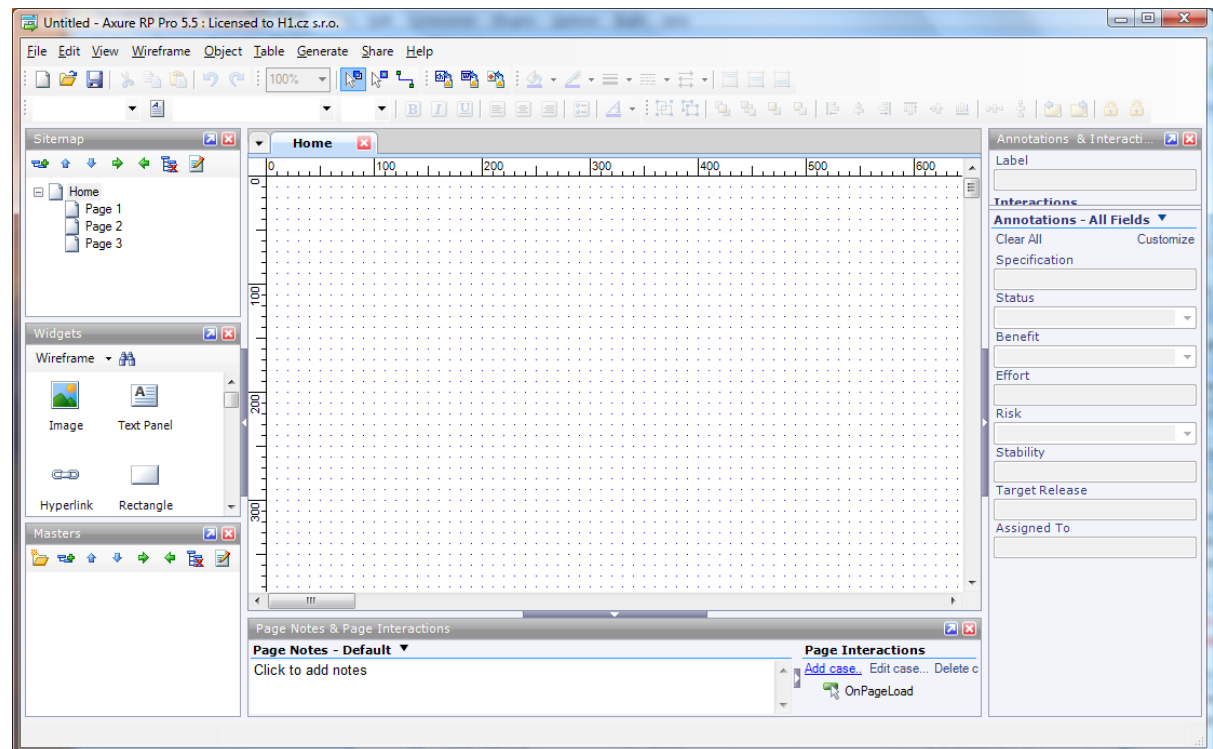 Untitled - Axure RP Pro 5.5 : Licensed to H1.cz s.r.o.
File Edit View Wireframe Object Table Generate Share Help
100%
B I U
Sitemap
Home
Page 1
Page 2
Page 3
Widgets
Wireframe
Image Text Panel
Hyperlink Rectangle
Masters
Home
0 100 200 300 400 500 600
0
100
200
300
Page Notes & Page Interactions
Page Notes - Default
Click to add notes
Page Interactions
Add case.. Edit case... Delete c
OnPageLoad
Annotations & Interacti...
Label
Interactions
Annotations - All Fields
Clear All Customize
Specification
Status
Benefit
Effort
Risk
Stability
Target Release
Assigned To